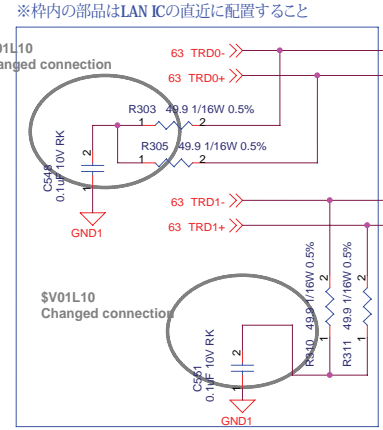 ※枠内の部品はLAN ICの直近に配置すること
01L10
anged connection
63 TRD0-
63 TRD0+
R303 49.9 1/16W 0.5%
1 2
R305 49.9 1/16W 0.5%
1 2
C548
0.1uF 10V RK
2
1
GND1
63 TRD1-
63 TRD1+
$V01L10
Changed connection
R310 49.9 1/16W 0.5%
1 2
R311 49.9 1/16W 0.5%
1 2
C551
0.1uF 10V RK
2
1
GND1